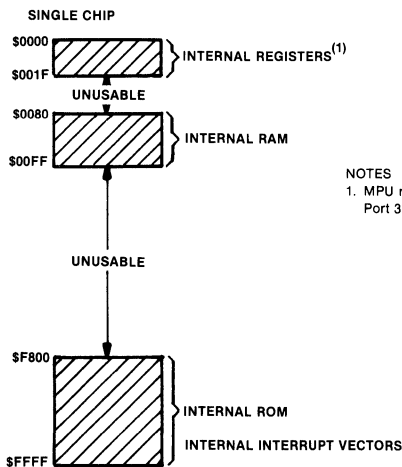 SINGLE CHIP
$0000
INTERNAL REGISTERS(1)
$001F
UNUSABLE
$0080
INTERNAL RAM
$00FF
NOTES
1. MPU r
Port 3
UNUSABLE
$F800
INTERNAL ROM
INTERNAL INTERRUPT VECTORS
$FFFF